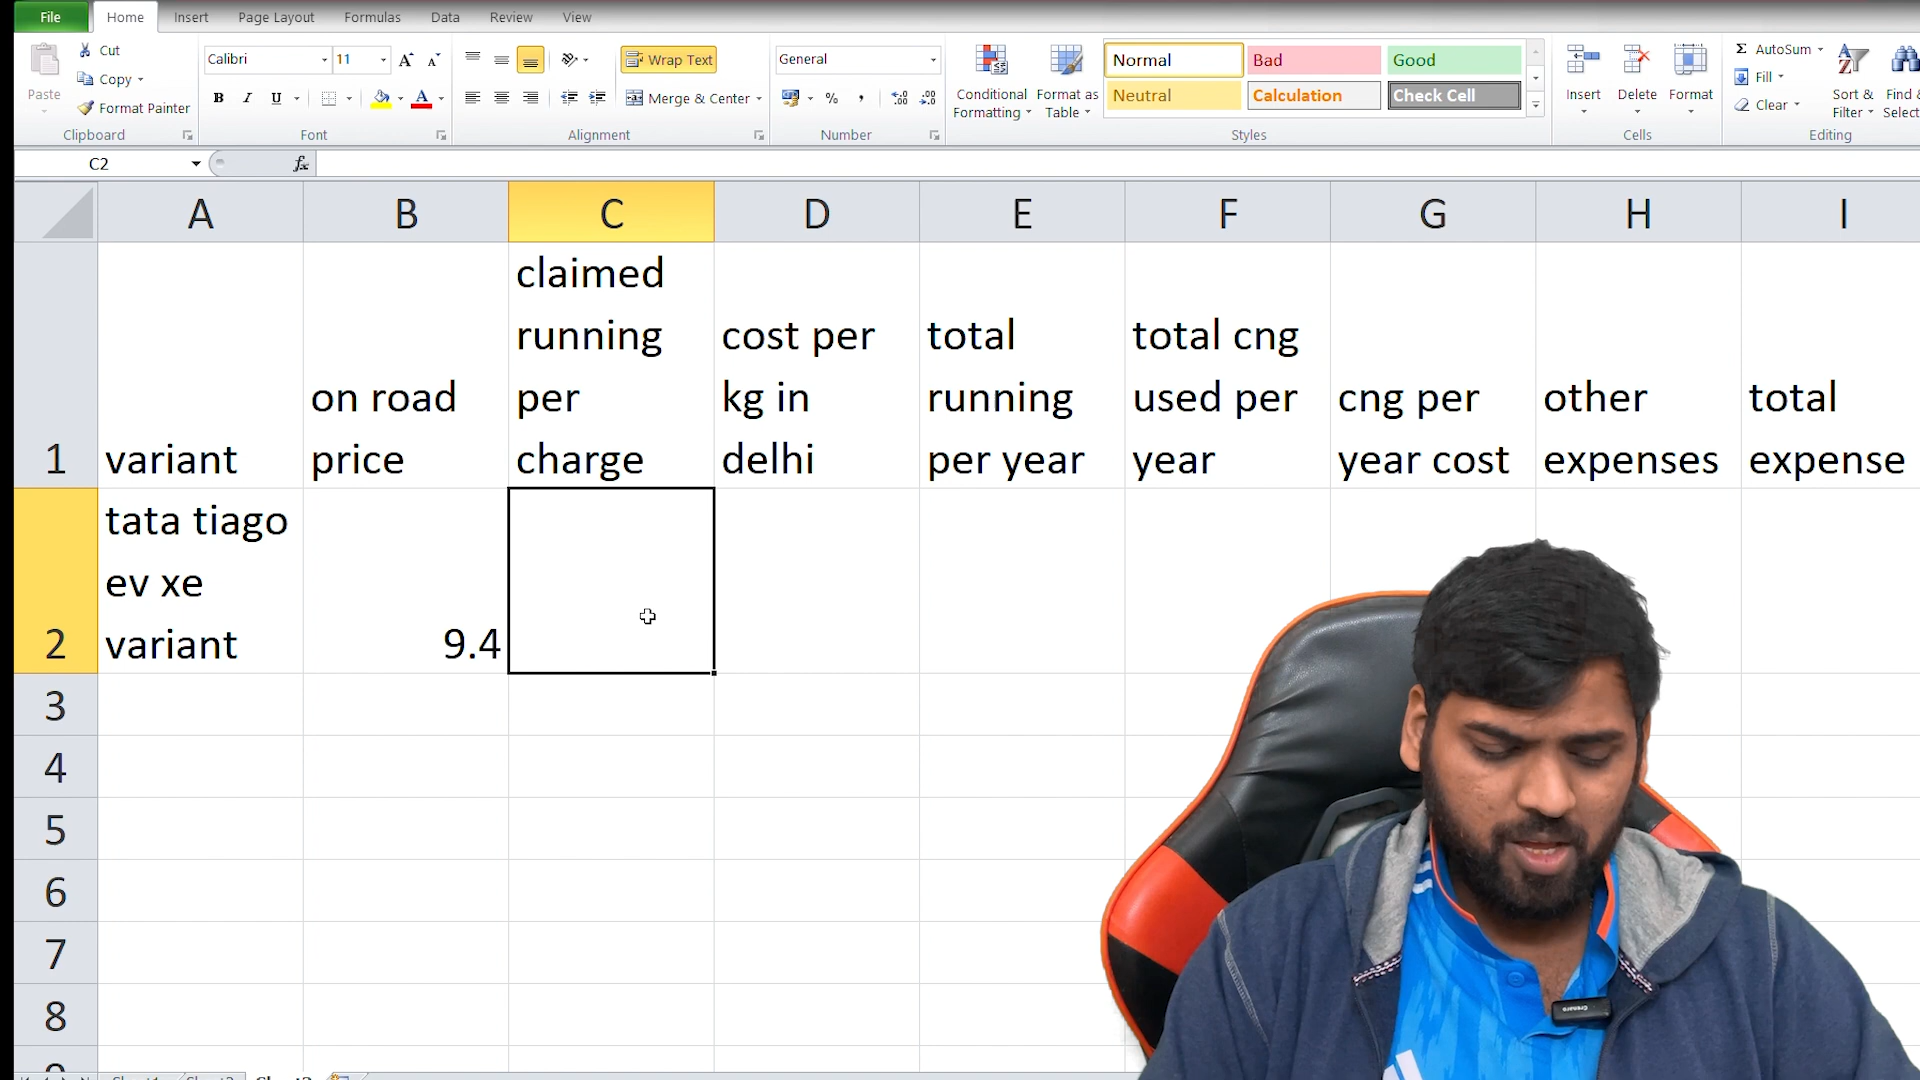 File Home Insert Page Layout Formulas Data Review View
Cut
Copy
Format Painter
Paste
Clipboard
Calibri 11
B I U
Font
Wrap Text
Merge & Center
Alignment
General
%
Number
Conditional
Formatting
Format as
Table
Normal Bad Good
Neutral Calculation Check Cell
Styles
Insert Delete Format
Cells
AutoSum
Fill
Clear
Sort &
Filter
Find &
Select
Editing
C2 fx
A B C D E F G H I
1
variant
on road
price
claimed
running
per
charge
cost per
kg in
delhi
total
running
per year
total cng
used per
year
cng per
year cost
other
expenses
total
expense
2
tata tiago
ev xe
variant
9.4
3
4
5
6
7
8